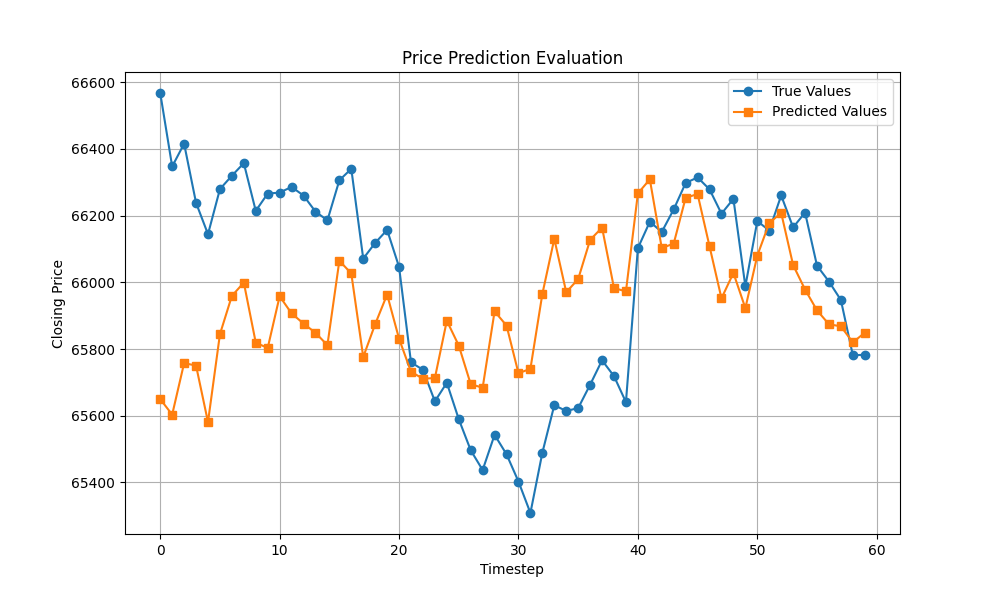 Price Prediction Evaluation
True Values
Predicted Values
Closing Price
66600
66400
66200
66000
65800
65600
65400
0 10 20 30 40 50 60
Timestep